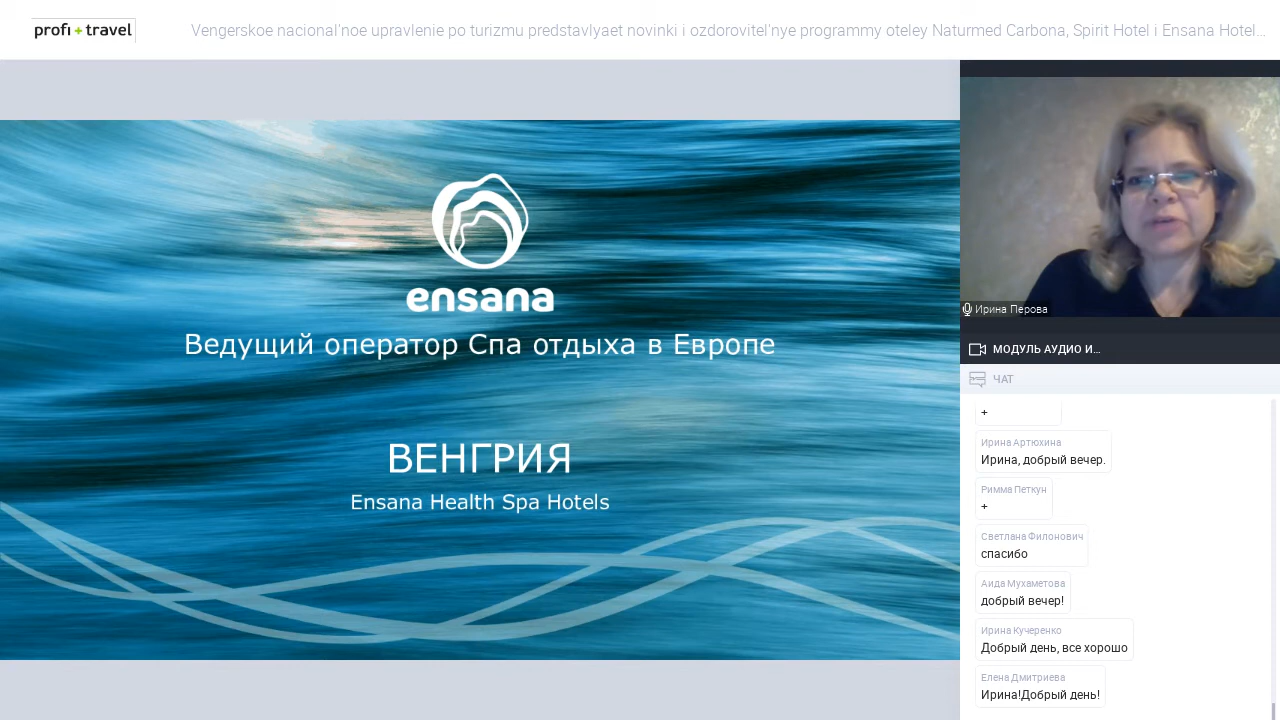 profi + travel
Vengerskoe nacional'noe upravlenie po turizmu predstavlyaet novinki i ozdorovitel'nye programmy oteley Naturmed Carbona, Spirit Hotel i Ensana Hotel...
ensana
Ведущий оператор Спа отдыха в Европе
ВЕНГРИЯ
Ensana Health Spa Hotels
Ирина Перова
МОДУЛЬ АУДИО И...
ЧАТ
+
Ирина Артюхина
Ирина, добрый вечер.
Римма Петкун
+
Светлана Филонович
спасибо
Аида Мухаметова
добрый вечер!
Ирина Кучеренко
Добрый день, все хорошо
Елена Дмитриева
Ирина!Добрый день!